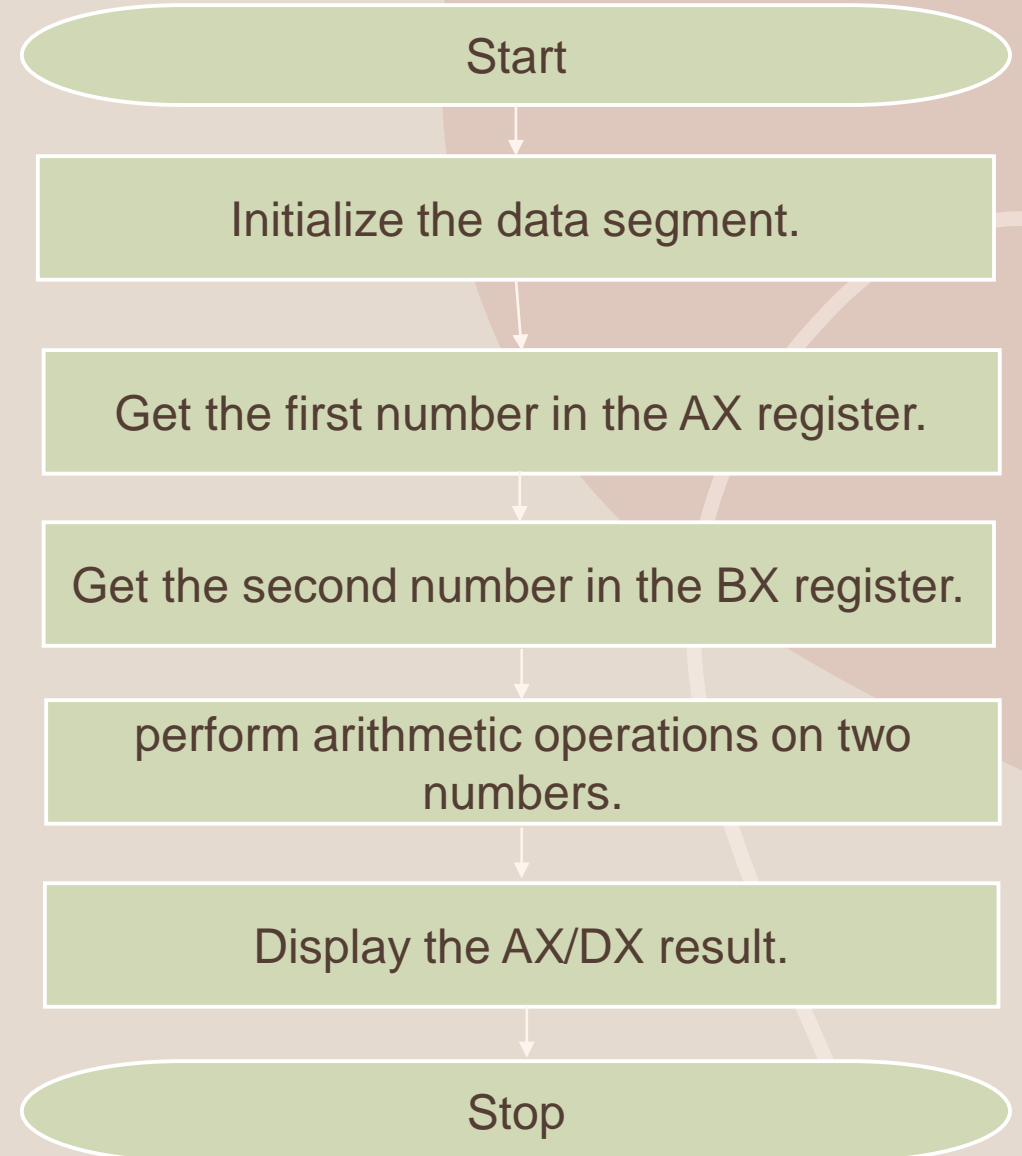 Start
Initialize the data segment.
Get the first number in the AX register.
Get the second number in the BX register.
perform arithmetic operations on two
numbers.
Display the AX/DX result.
Stop